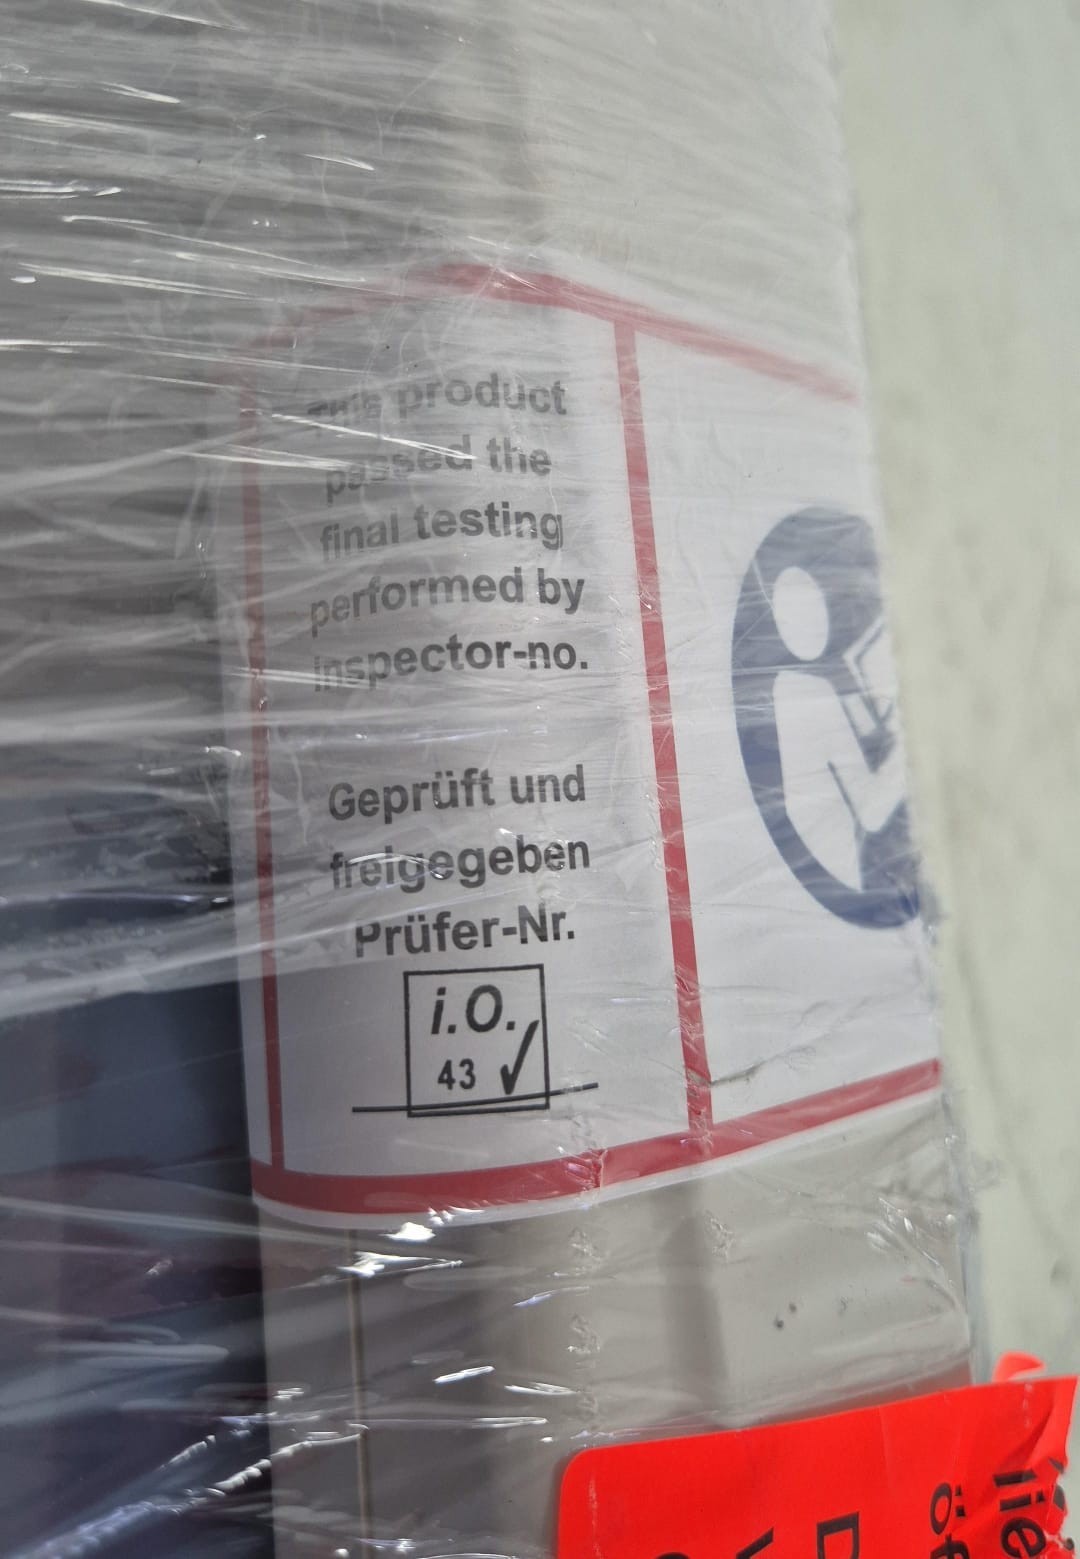 This product
passed the
final testing
performed by
inspector-no.
Geprüft und
freigegeben
Prüfer-Nr.
i.O.
43 ✓